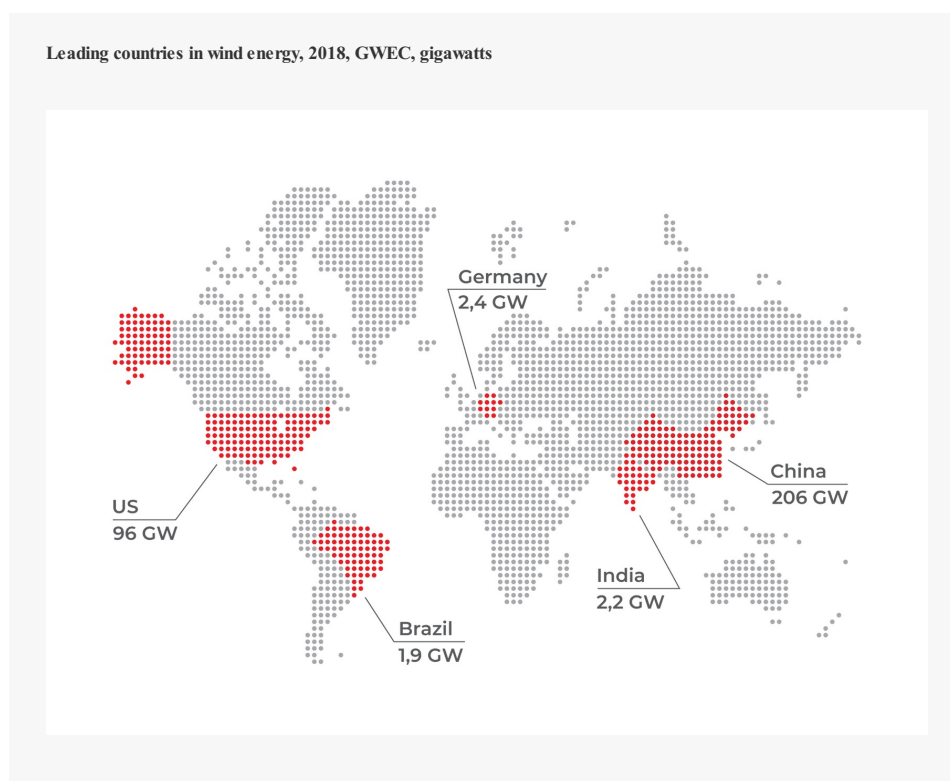 Leading countries in wind energy, 2018, GWEC, gigawatts
Germany
2,4 GW
China
206 GW
US
96 GW
India
2,2 GW
Brazil
1,9 GW